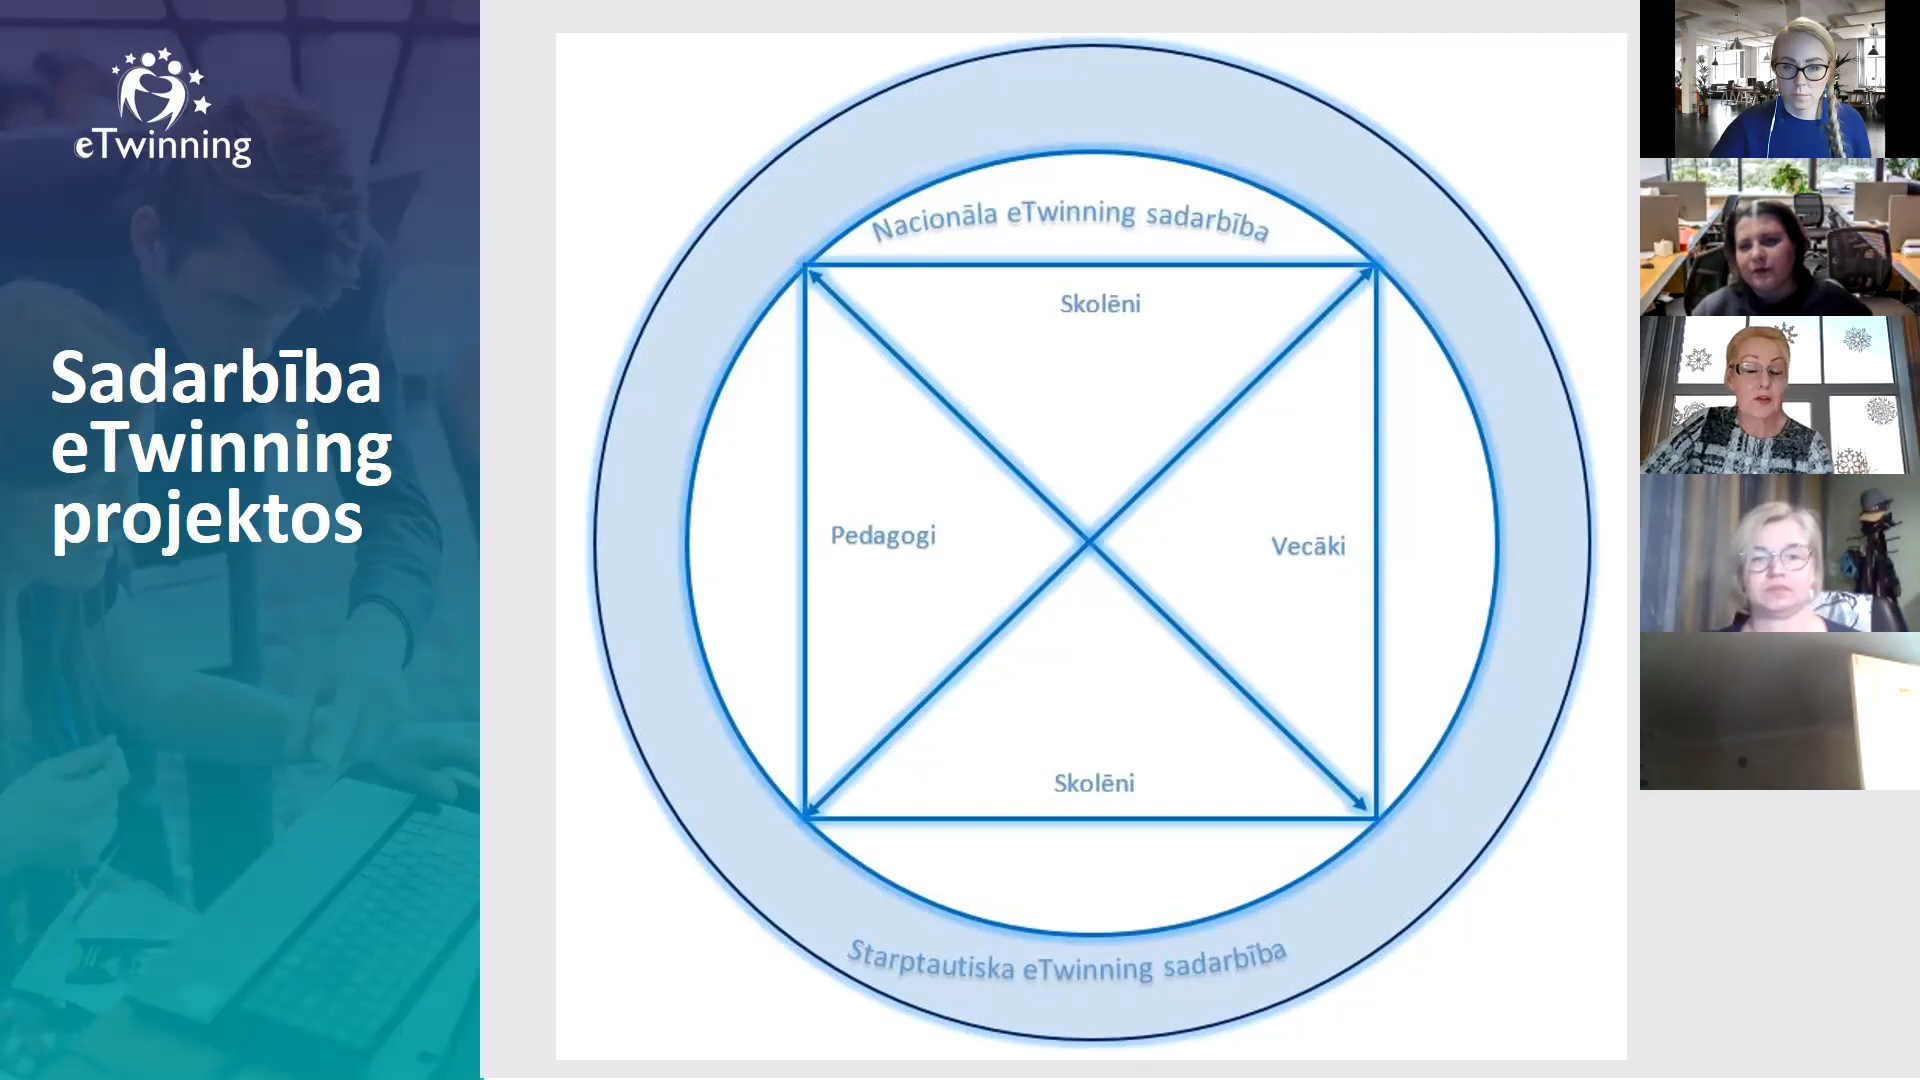 eTwinning
Sadarbība
eTwinning
projektos
Nacionāla eTwinning sadarbība
Skolēni
Pedagogi
Vecāki
Skolēni
Starptautiska eTwinning sadarbība